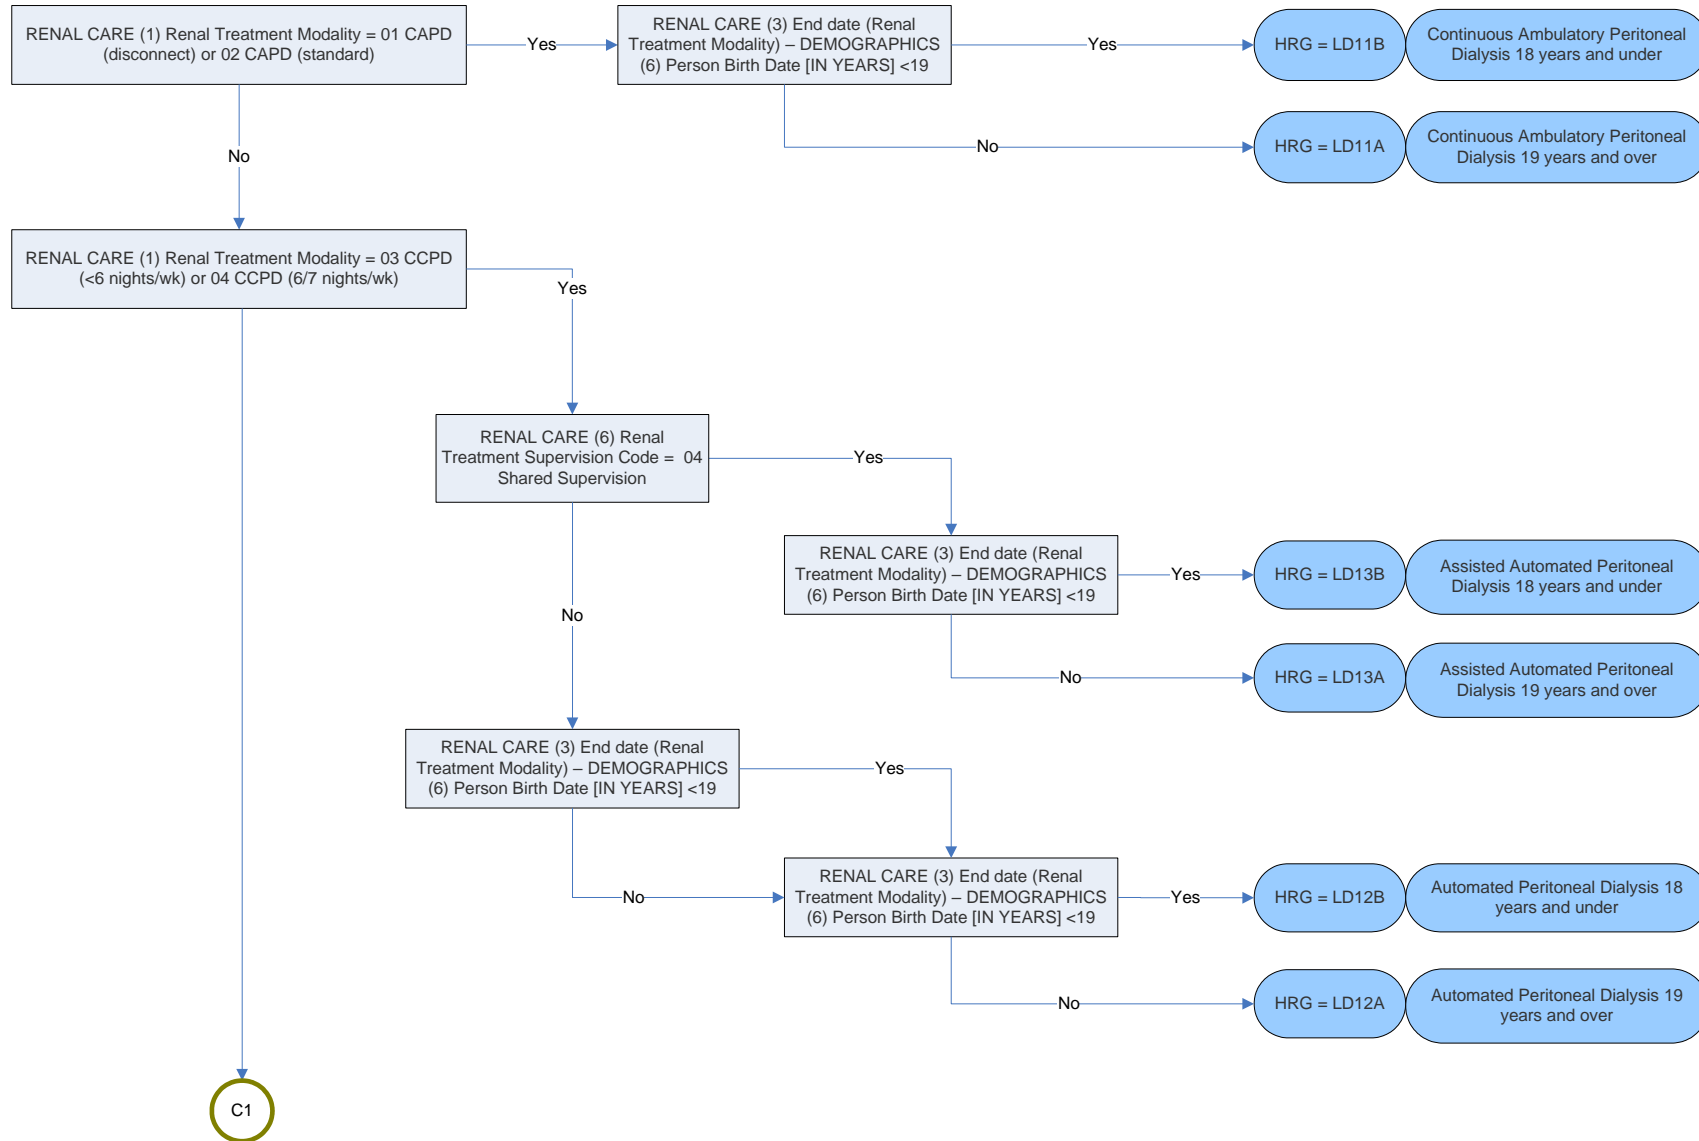 RENAL CARE (1) Renal Treatment Modality = 01 CAPD
(disconnect) or 02 CAPD (standard)
Yes
RENAL CARE (3) End date (Renal
Treatment Modality) – DEMOGRAPHICS
(6) Person Birth Date [IN YEARS] <19
Yes
HRG = LD11B
Continuous Ambulatory Peritoneal
Dialysis 18 years and under
No
No
HRG = LD11A
Continuous Ambulatory Peritoneal
Dialysis 19 years and over
RENAL CARE (1) Renal Treatment Modality = 03 CCPD
(<6 nights/wk) or 04 CCPD (6/7 nights/wk)
Yes
RENAL CARE (6) Renal
Treatment Supervision Code =  04
Shared Supervision
Yes
No
RENAL CARE (3) End date (Renal
Treatment Modality) – DEMOGRAPHICS
(6) Person Birth Date [IN YEARS] <19
Yes
HRG = LD13B
Assisted Automated Peritoneal
Dialysis 18 years and under
No
HRG = LD13A
Assisted Automated Peritoneal
Dialysis 19 years and over
RENAL CARE (3) End date (Renal
Treatment Modality) – DEMOGRAPHICS
(6) Person Birth Date [IN YEARS] <19
Yes
No
RENAL CARE (3) End date (Renal
Treatment Modality) – DEMOGRAPHICS
(6) Person Birth Date [IN YEARS] <19
Yes
HRG = LD12B
Automated Peritoneal Dialysis 18
years and under
No
HRG = LD12A
Automated Peritoneal Dialysis 19
years and over
C1